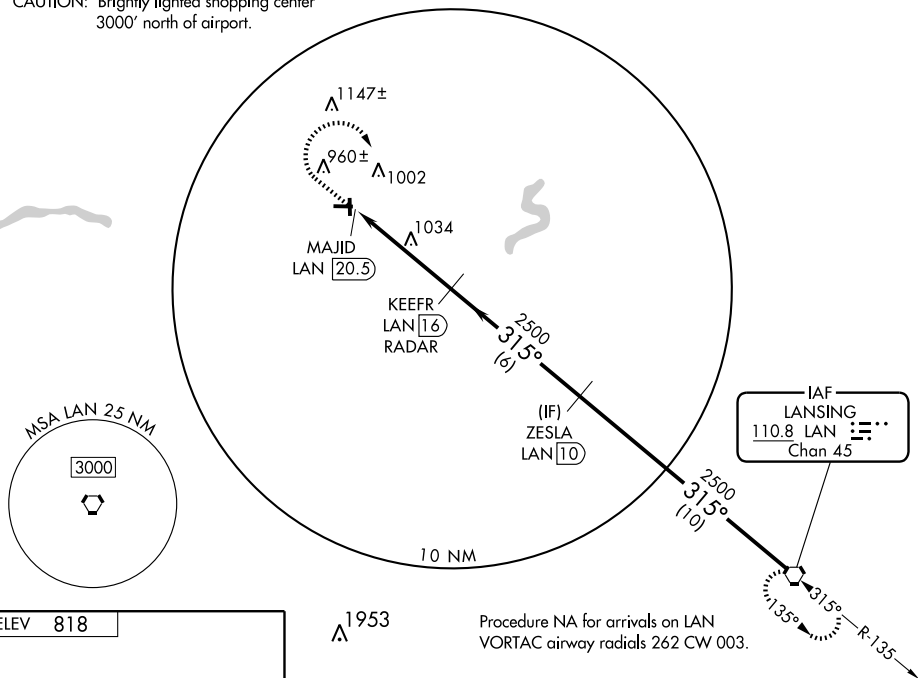 CAUTION: Brightly lighted shopping center
3000' north of airport.
1147±
960±
1002
1034
MAJID
LAN 20.5
KEEFR
LAN 16
RADAR
2500
315°
(6)
(IF)
ZESLA
LAN 10
IAF
LANSING
110.8 LAN
Chan 45
MSA LAN 25 NM
3000
2500
315°
(10)
10 NM
315°
135°
R-135
ELEV 818
1953
Procedure NA for arrivals on LAN
VORTAC airway radials 262 CW 003.